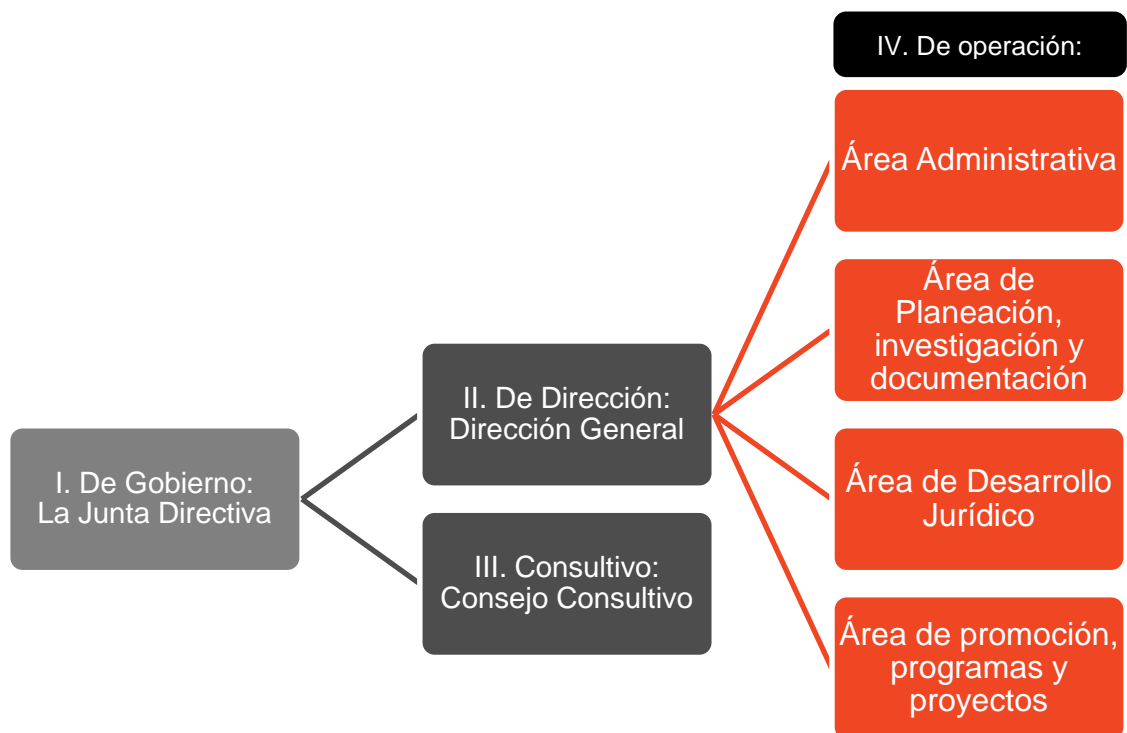 IV. De operación:
Área Administrativa
Área de
Planeación,
investigación y
documentación
II. De Dirección:
Dirección General
I. De Gobierno:
La Junta Directiva
Área de Desarrollo
Jurídico
III. Consultivo:
Consejo Consultivo
Área de promoción,
programas y
proyectos